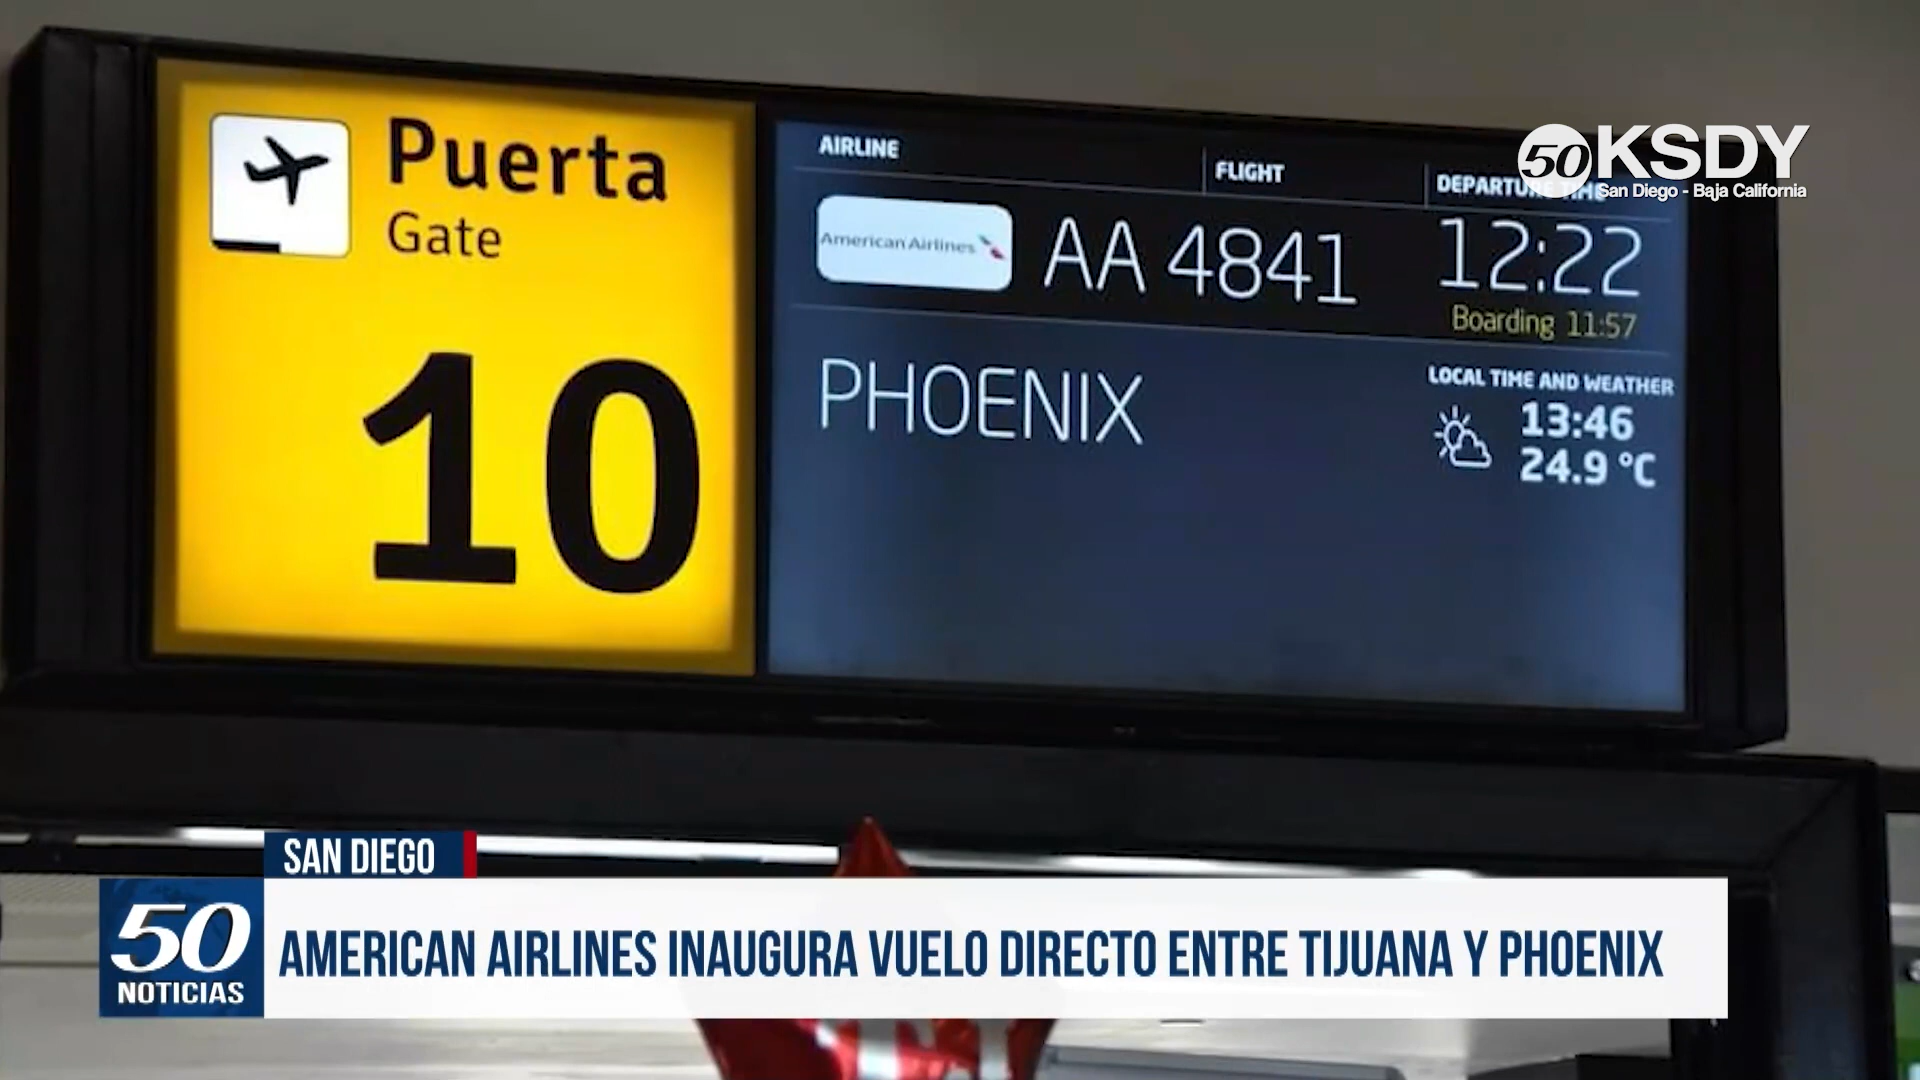 Puerta
Gate
10
AIRLINE
FLIGHT
DEPARTURE TIME
American Airlines
AA 4841
12:22
Boarding 11:57
PHOENIX
LOCAL TIME AND WEATHER
13:46
24.9 °C
50 KSDY
San Diego - Baja California
SAN DIEGO
50
NOTICIAS
AMERICAN AIRLINES INAUGURA VUELO DIRECTO ENTRE TIJUANA Y PHOENIX